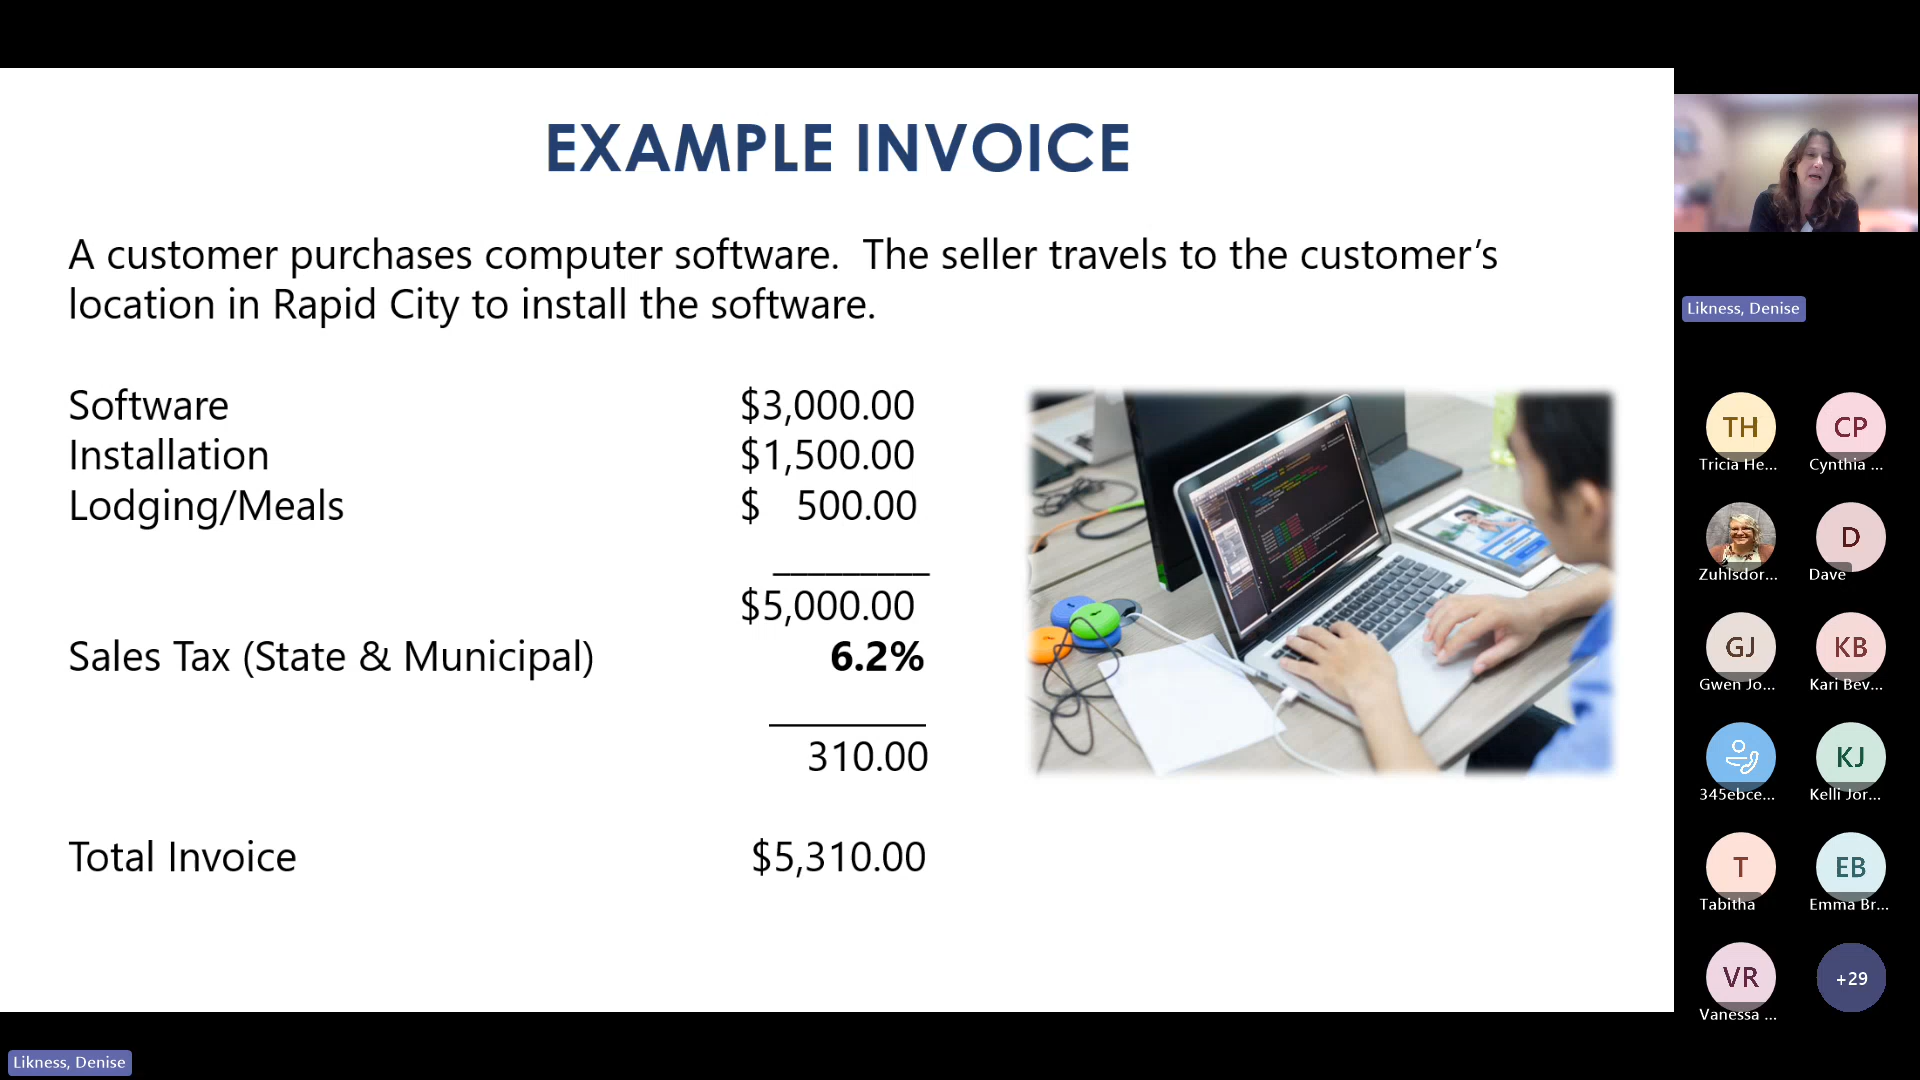 EXAMPLE INVOICE
A customer purchases computer software.  The seller travels to the customer's
location in Rapid City to install the software.
Software $3,000.00
Installation $1,500.00
Lodging/Meals $ 500.00
$5,000.00
Sales Tax (State & Municipal) 6.2%
310.00
Total Invoice $5,310.00
Likness, Denise
TH CP
Tricia He... Cynthia ...
D
Zuhlsdor... Dave
GJ KB
Gwen Jo... Kari Bev...
KJ
345ebce... Kelli Jor...
T EB
Tabitha Emma Br...
VR +29
Vanessa ...
Likness, Denise